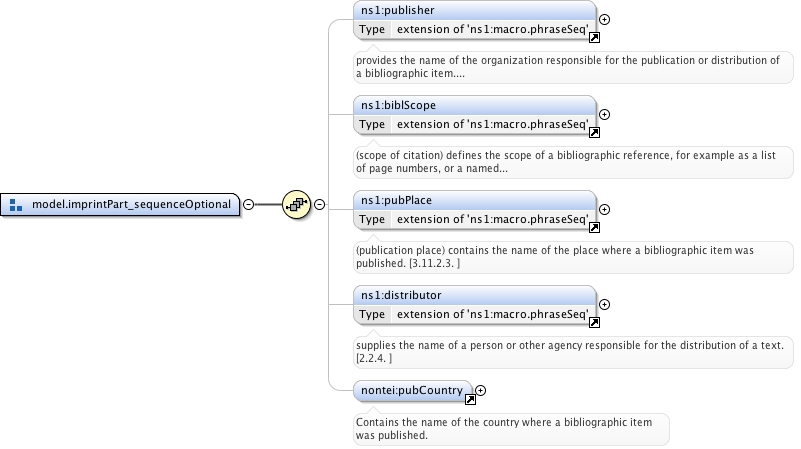 ns1:publisher
Type extension of 'ns1:macro.phraseSeq'
provides the name of the organization responsible for the publication or distribution of
a bibliographic item....
ns1:biblScope
Type extension of 'ns1:macro.phraseSeq'
(scope of citation) defines the scope of a bibliographic reference, for example as a list
of page numbers, or a named...
model.imprintPart_sequenceOptional
ns1:pubPlace
Type extension of 'ns1:macro.phraseSeq'
(publication place) contains the name of the place where a bibliographic item was
published. [3.11.2.3. ]
ns1:distributor
Type extension of 'ns1:macro.phraseSeq'
supplies the name of a person or other agency responsible for the distribution of a text.
[2.2.4. ]
nontei:pubCountry
Contains the name of the country where a bibliographic item
was published.